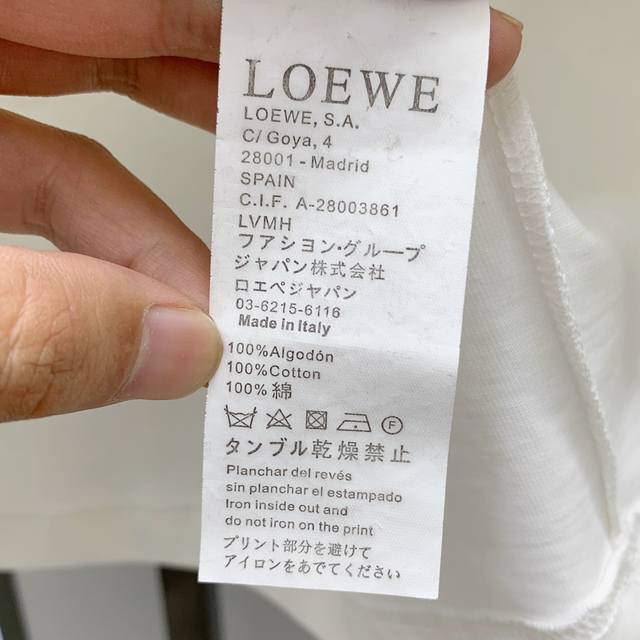 LOEWE
LOEWE, S.A.
C/ Goya, 4
28001 - Madrid
SPAIN
C.I.F. A-28003861
LVMH
フアシヨン·グループ
ジャパン株式会社
ロエベジャパン
03-6215-6116
Made in Italy
100%Algodón
100%Cotton
100% 綿
F
タンブル乾燥禁止
Planchar del revés
sin planchar el estampado
Iron inside out and
do not iron on the print
プリント部分を避けて
アイロンをあててください